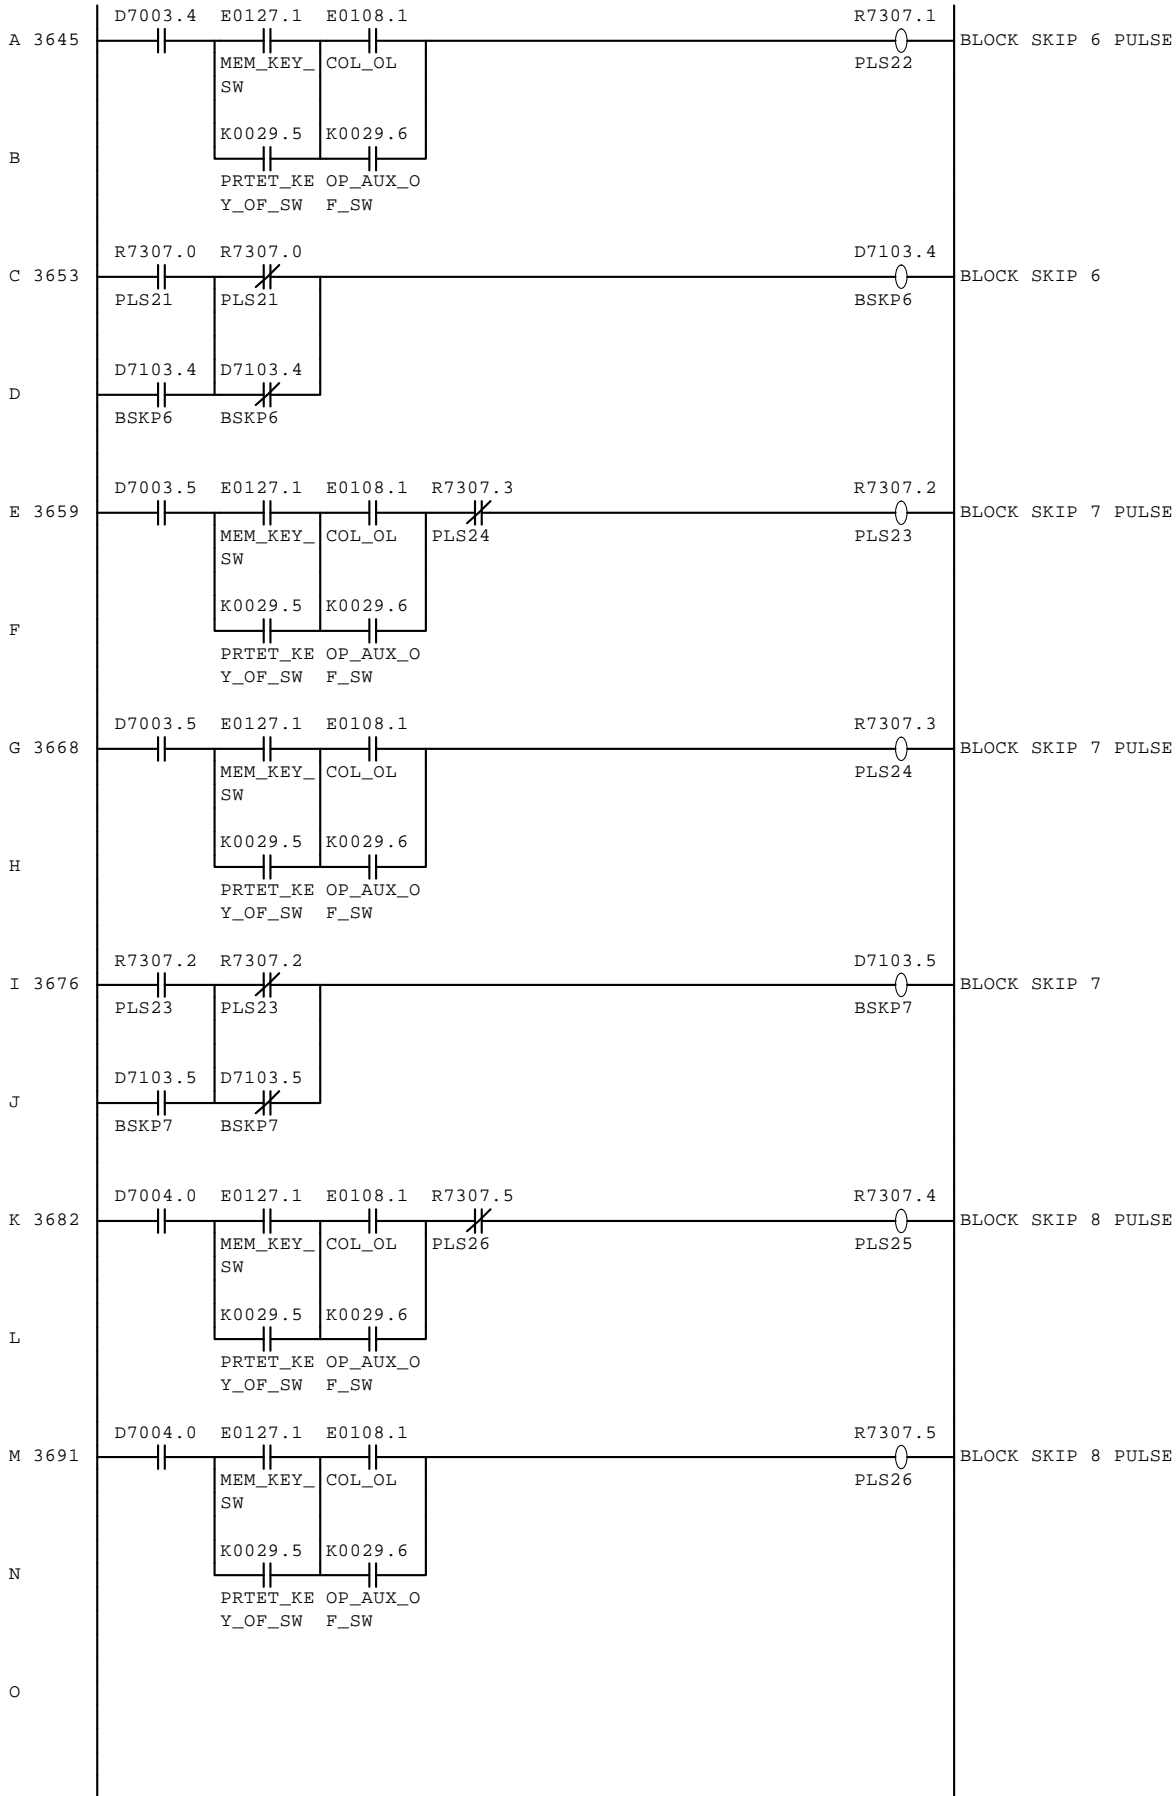 D7003.4 E0127.1 E0108.1 R7307.1
A 3645 BLOCK SKIP 6 PULSE
MEM_KEY_ COL_OL PLS22
SW
K0029.5 K0029.6
B
PRTET_KE OP_AUX_O
Y_OF_SW F_SW
R7307.0 R7307.0 D7103.4
C 3653 BLOCK SKIP 6
PLS21 PLS21 BSKP6
D7103.4 D7103.4
D
BSKP6 BSKP6
D7003.5 E0127.1 E0108.1 R7307.3 R7307.2
E 3659 BLOCK SKIP 7 PULSE
MEM_KEY_ COL_OL PLS24 PLS23
SW
K0029.5 K0029.6
F
PRTET_KE OP_AUX_O
Y_OF_SW F_SW
D7003.5 E0127.1 E0108.1 R7307.3
G 3668 BLOCK SKIP 7 PULSE
MEM_KEY_ COL_OL PLS24
SW
K0029.5 K0029.6
H
PRTET_KE OP_AUX_O
Y_OF_SW F_SW
R7307.2 R7307.2 D7103.5
I 3676 BLOCK SKIP 7
PLS23 PLS23 BSKP7
D7103.5 D7103.5
J
BSKP7 BSKP7
D7004.0 E0127.1 E0108.1 R7307.5 R7307.4
K 3682 BLOCK SKIP 8 PULSE
MEM_KEY_ COL_OL PLS26 PLS25
SW
K0029.5 K0029.6
L
PRTET_KE OP_AUX_O
Y_OF_SW F_SW
D7004.0 E0127.1 E0108.1 R7307.5
M 3691 BLOCK SKIP 8 PULSE
MEM_KEY_ COL_OL PLS26
SW
K0029.5 K0029.6
N
PRTET_KE OP_AUX_O
Y_OF_SW F_SW
O